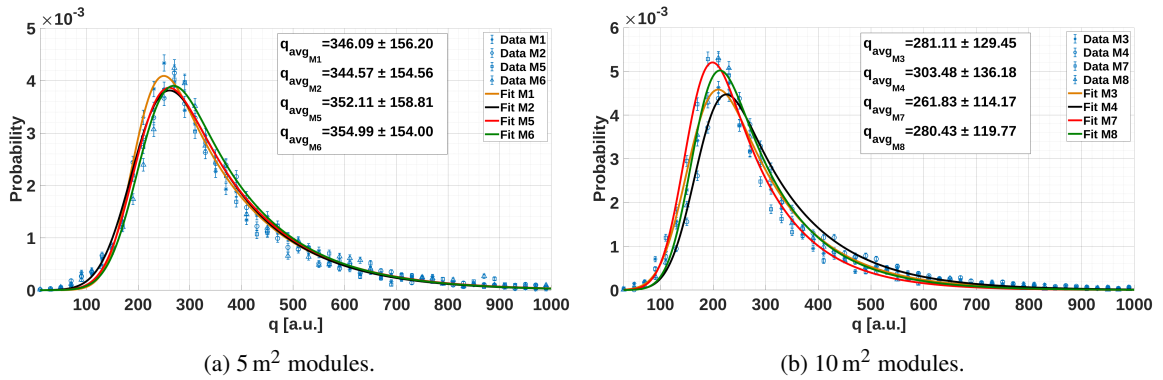 ×10⁻³
5
4
3
2
1
0
Probability
100 200 300 400 500 600 700 800 900 1000
q [a.u.]
q_avg_M1 =346.09 ± 156.20
q_avg_M2 =344.57 ± 154.56
q_avg_M5 =352.11 ± 158.81
q_avg_M6 =354.99 ± 154.00
Data M1
Data M2
Data M5
Data M6
Fit M1
Fit M2
Fit M5
Fit M6
(a) 5 m² modules.
×10⁻³
6
5
4
3
2
1
0
Probability
100 200 300 400 500 600 700 800 900 1000
q [a.u.]
q_avg_M3 =281.11 ± 129.45
q_avg_M4 =303.48 ± 136.18
q_avg_M7 =261.83 ± 114.17
q_avg_M8 =280.43 ± 119.77
Data M3
Data M4
Data M7
Data M8
Fit M3
Fit M4
Fit M7
Fit M8
(b) 10 m² modules.